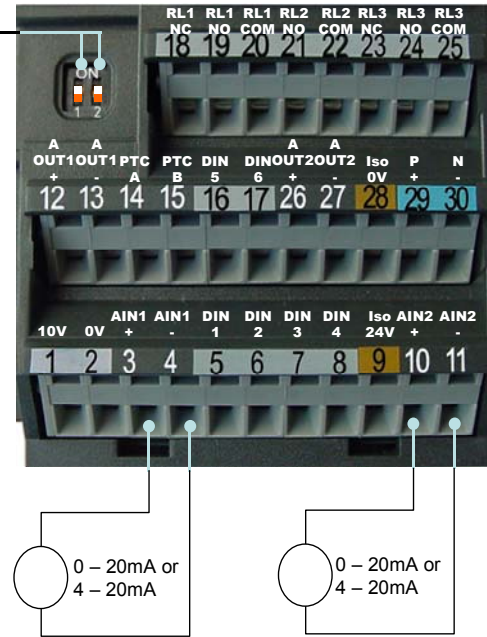 RL1 RL1 RL1 RL2 RL2 RL3 RL3 RL3
NC NO COM NO COM NC NO COM
18 19 20 21 22 23 24 25
ON
1 2
A A A A
OUT1 OUT1 PTC PTC DIN DIN OUT2 OUT2 Iso P N
+ - A B 5 6 + - 0V + -
12 13 14 15 16 17 26 27 28 29 30
AIN1 AIN1 DIN DIN DIN DIN Iso AIN2 AIN2
10V 0V + - 1 2 3 4 24V + -
1 2 3 4 5 6 7 8 9 10 11
0 – 20mA or
4 – 20mA
0 – 20mA or
4 – 20mA